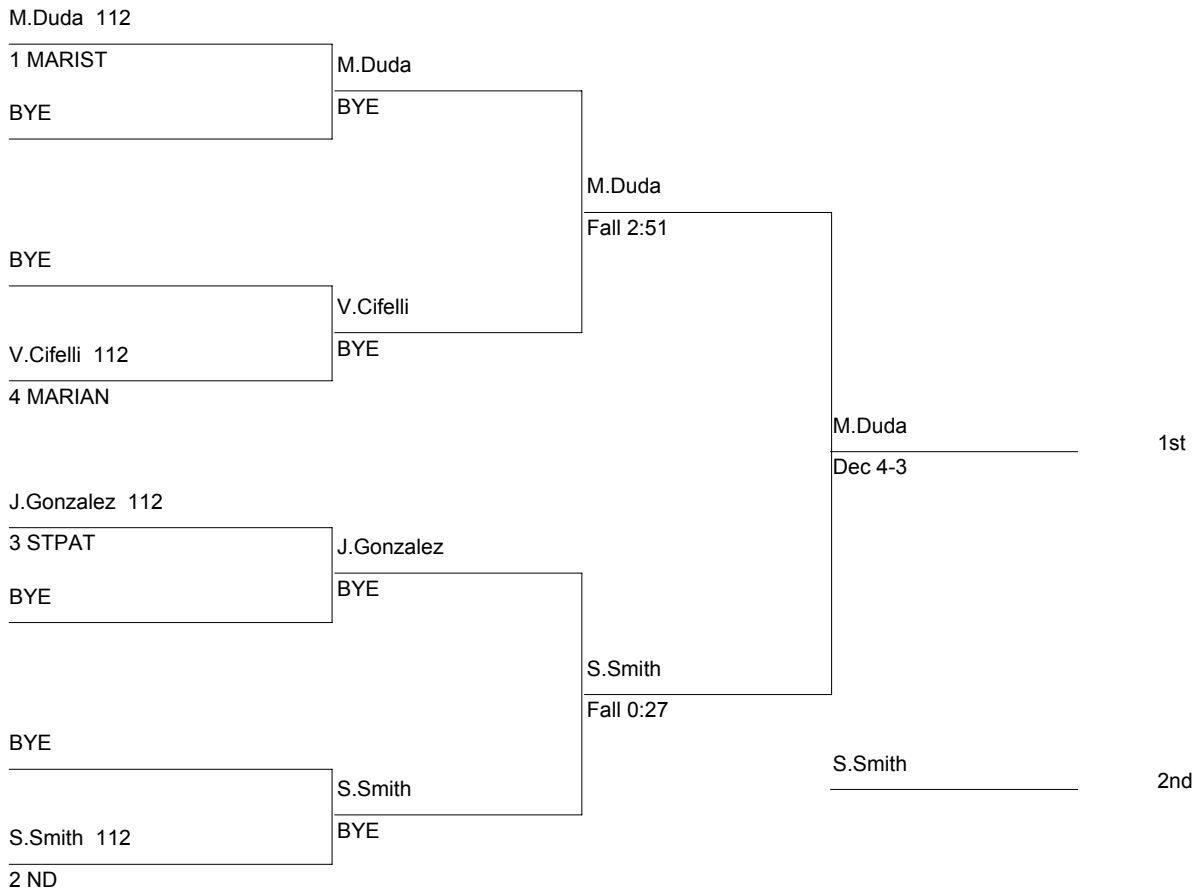 M.Duda 112
1 MARIST
M.Duda
BYE
BYE
M.Duda
Fall 2:51
BYE
V.Cifelli
V.Cifelli 112
BYE
4 MARIAN
M.Duda
1st
Dec 4-3
J.Gonzalez 112
3 STPAT
J.Gonzalez
BYE
BYE
S.Smith
Fall 0:27
BYE
S.Smith
2nd
S.Smith
S.Smith 112
BYE
2 ND